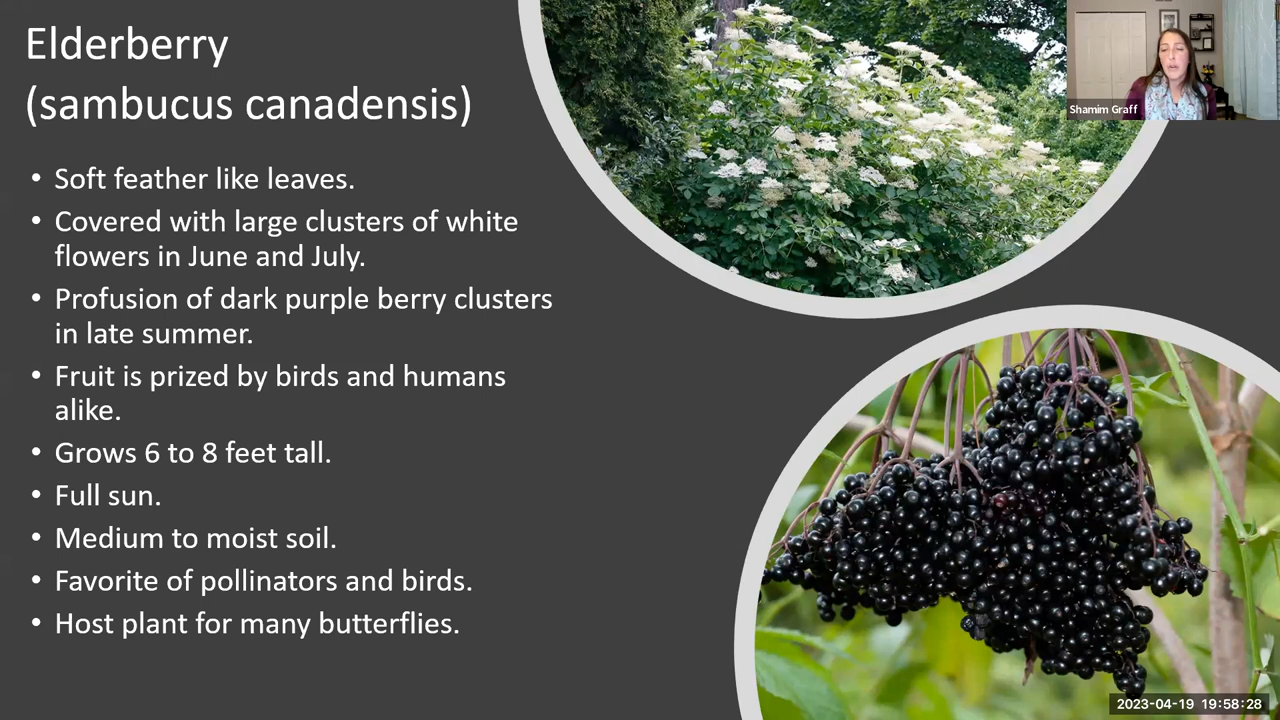 Elderberry
(sambucus canadensis)
• Soft feather like leaves.
• Covered with large clusters of white
flowers in June and July.
• Profusion of dark purple berry clusters
in late summer.
• Fruit is prized by birds and humans
alike.
• Grows 6 to 8 feet tall.
• Full sun.
• Medium to moist soil.
• Favorite of pollinators and birds.
• Host plant for many butterflies.
Shamim Graff
2023-04-19 19:58:28